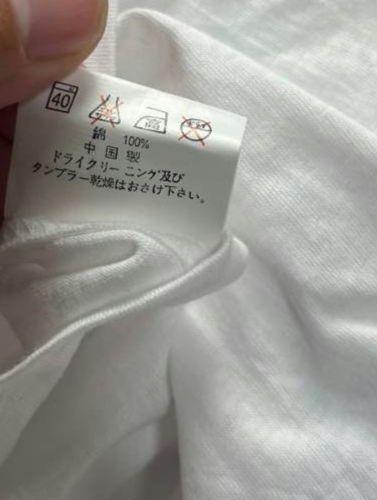 40
綿 100%
中国製
ドライクリーニング及び
タンブラー乾燥はおさけ下さい。